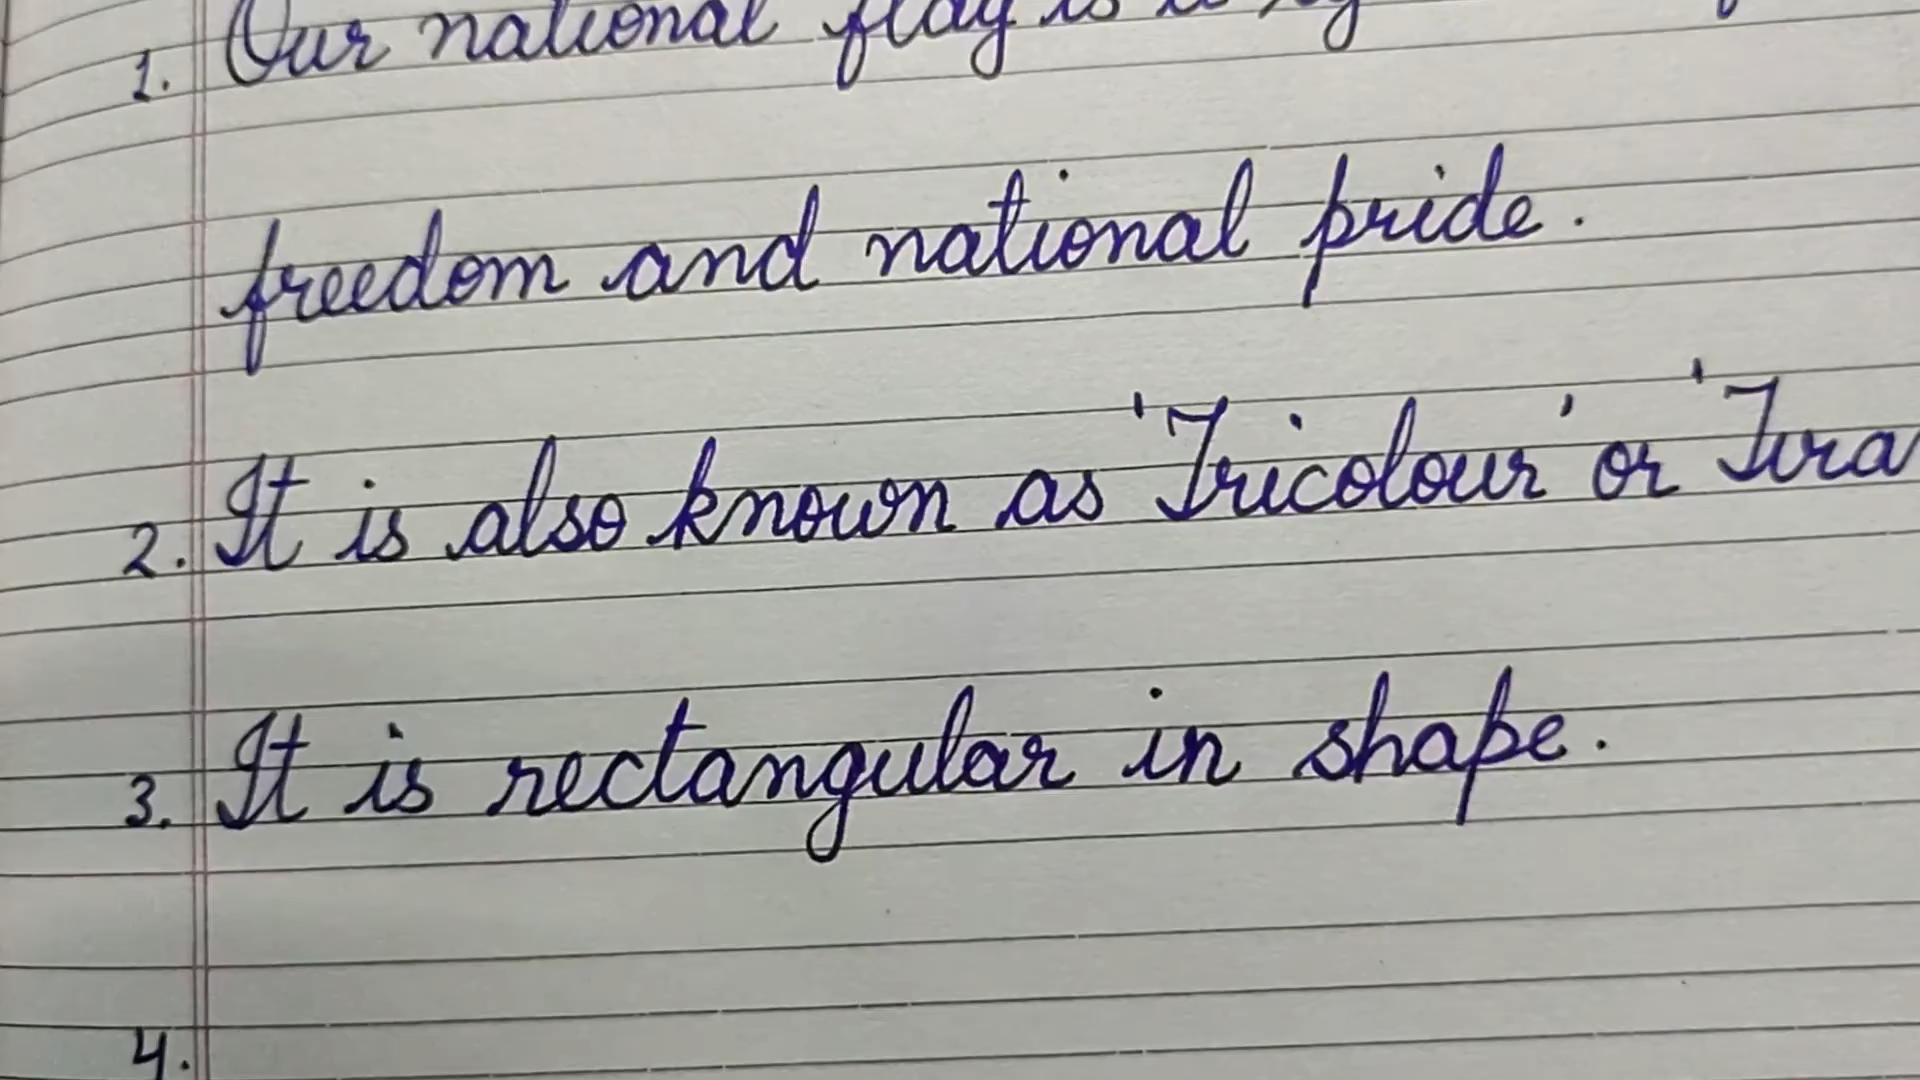 1. Our national flag is a
freedom and national pride.
2. It is also known as 'Tricolour' or 'Tira
3. It is rectangular in shape.
4.